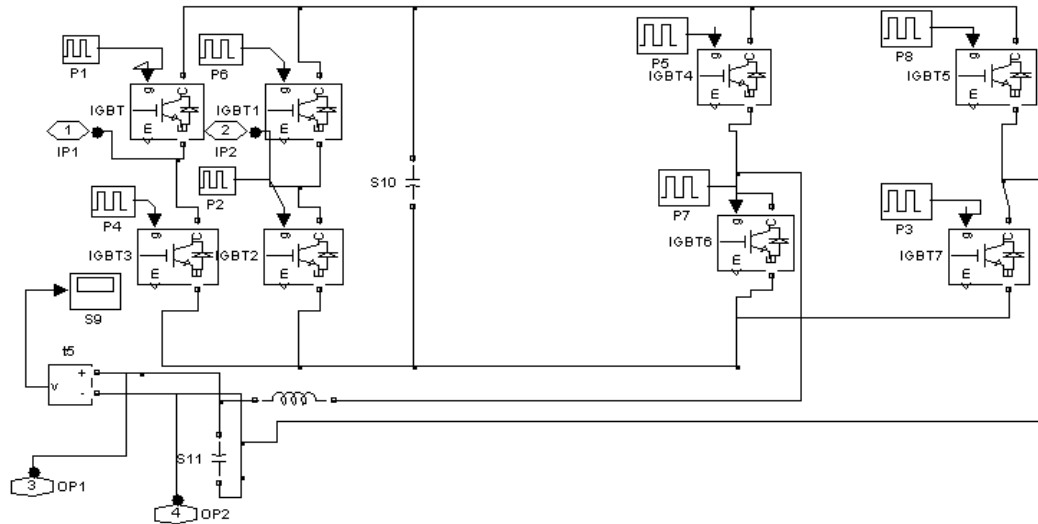 P1
P6
P5
P8
IGBT
g
C
E
m
IGBT1
g
C
E
m
IGBT4
g
C
E
m
IGBT5
g
C
E
m
1
IP1
2
IP2
S10
P4
P2
P7
P3
IGBT3
g
C
E
m
IGBT2
g
C
E
m
IGBT6
g
C
E
m
IGBT7
g
C
E
m
S9
t5
v
+
-
S11
3
OP1
4
OP2